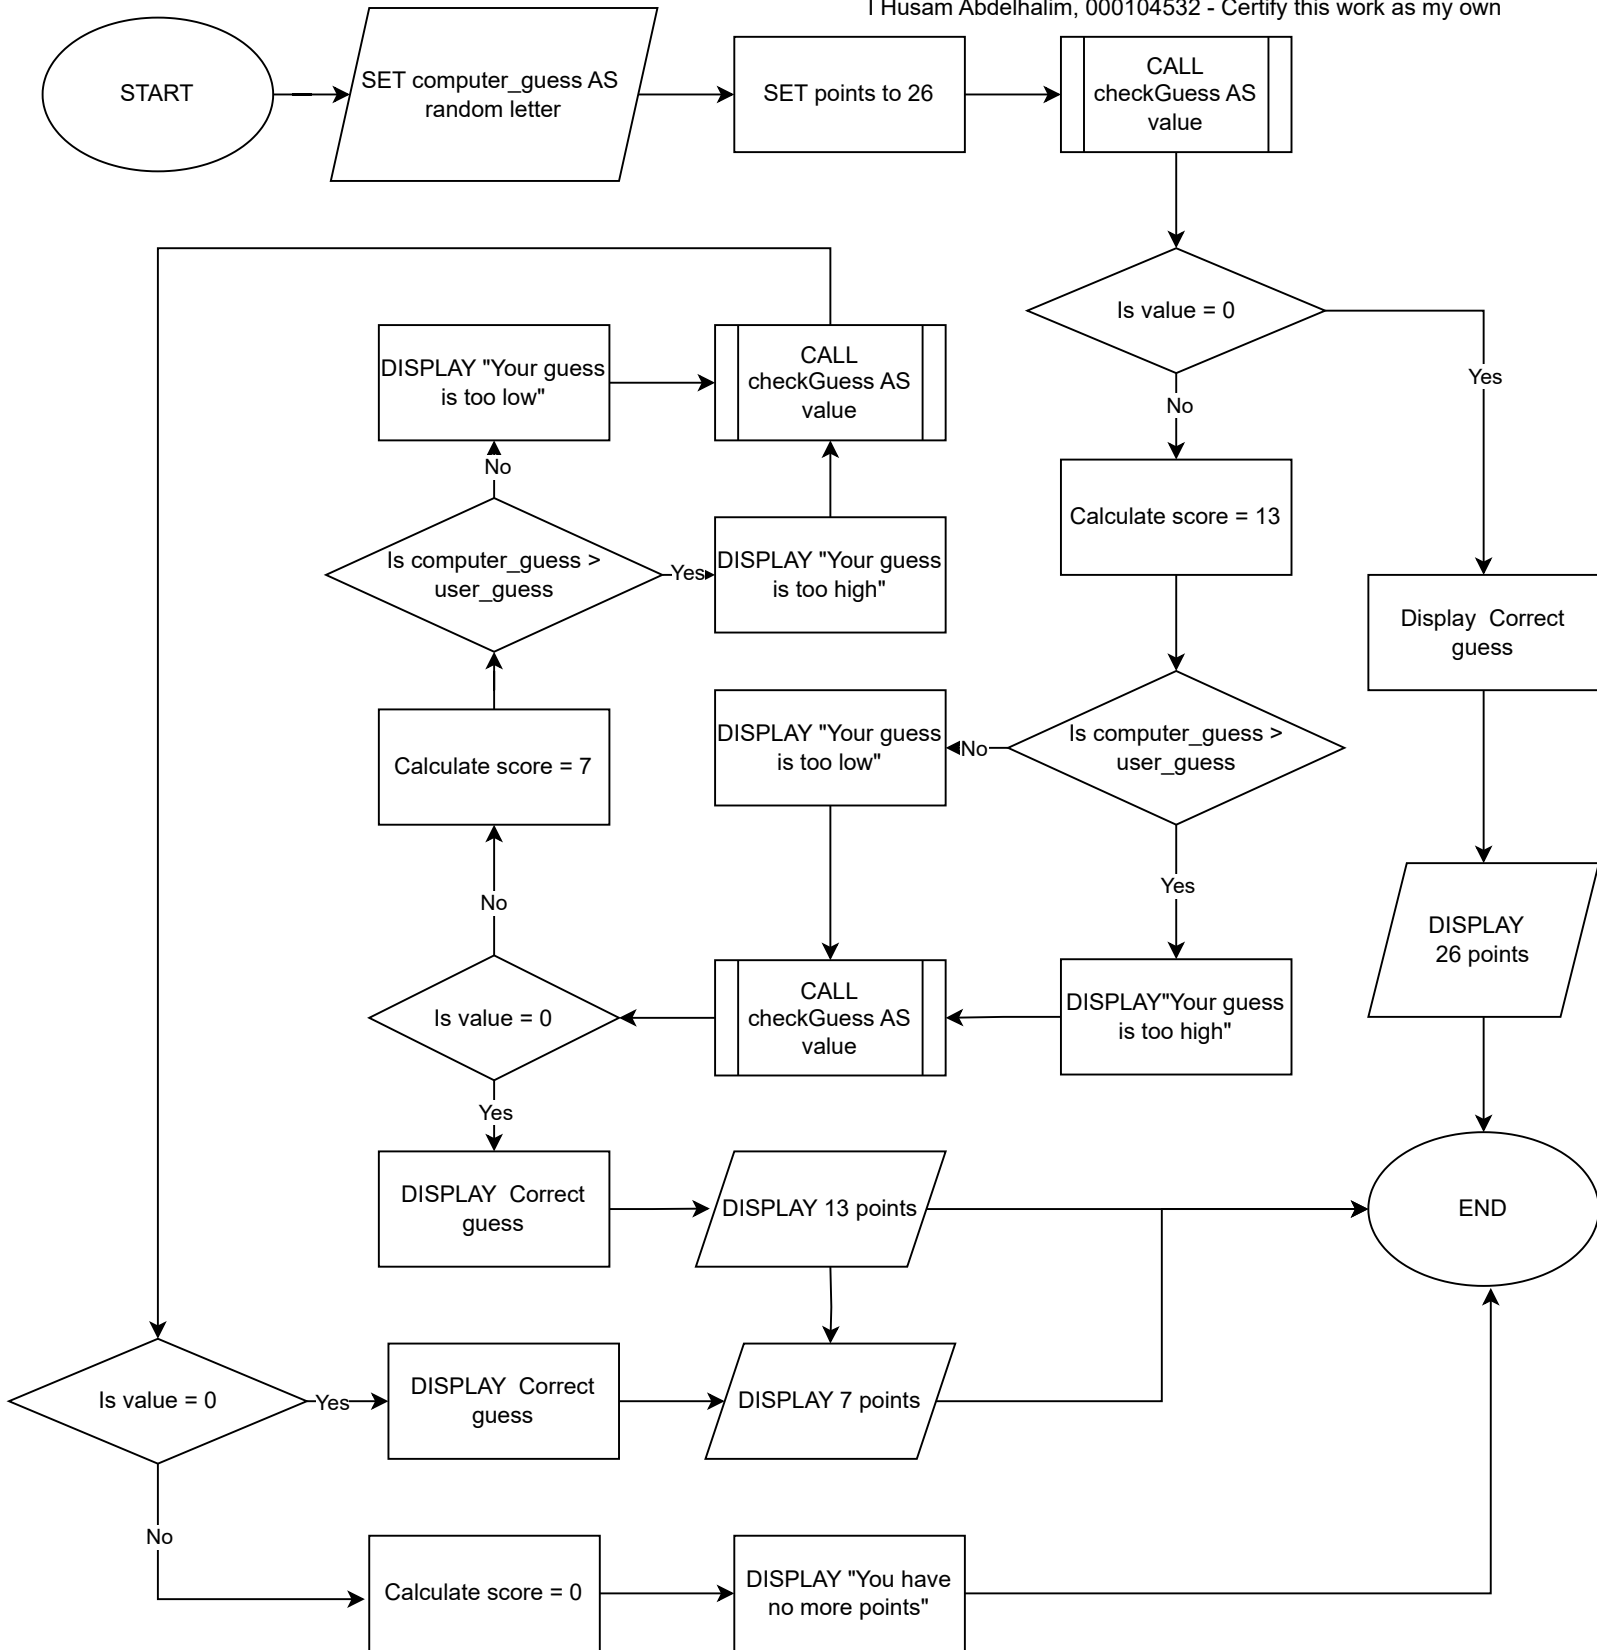 I Husam Abdelhalim, 000104532 - Certify this work as my own
START
SET computer_guess AS
random letter
SET points to 26
CALL
checkGuess AS
value
Is value = 0
Yes
No
DISPLAY "Your guess
is too low"
CALL
checkGuess AS
value
No
Calculate score = 13
Is computer_guess >
user_guess
Yes
DISPLAY "Your guess
is too high"
Display  Correct
guess
DISPLAY "Your guess
is too low"
No
Is computer_guess >
user_guess
Calculate score = 7
Yes
No
DISPLAY
26 points
Is value = 0
CALL
checkGuess AS
value
DISPLAY"Your guess
is too high"
Yes
DISPLAY  Correct
guess
DISPLAY 13 points
END
Is value = 0
Yes
DISPLAY  Correct
guess
DISPLAY 7 points
No
Calculate score = 0
DISPLAY "You have
no more points"